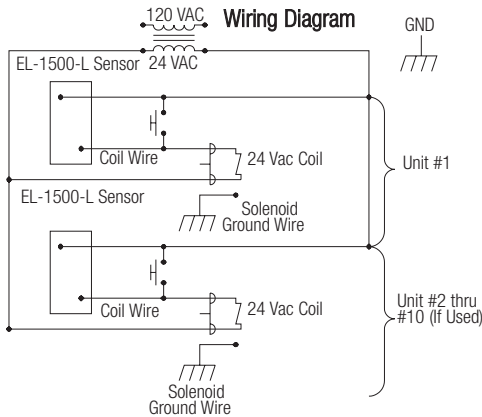 120 VAC
Wiring Diagram
GND
EL-1500-L Sensor
24 VAC
Coil Wire
24 Vac Coil
Unit #1
EL-1500-L Sensor
Solenoid
Ground Wire
Coil Wire
24 Vac Coil
Unit #2 thru
#10 (If Used)
Solenoid
Ground Wire